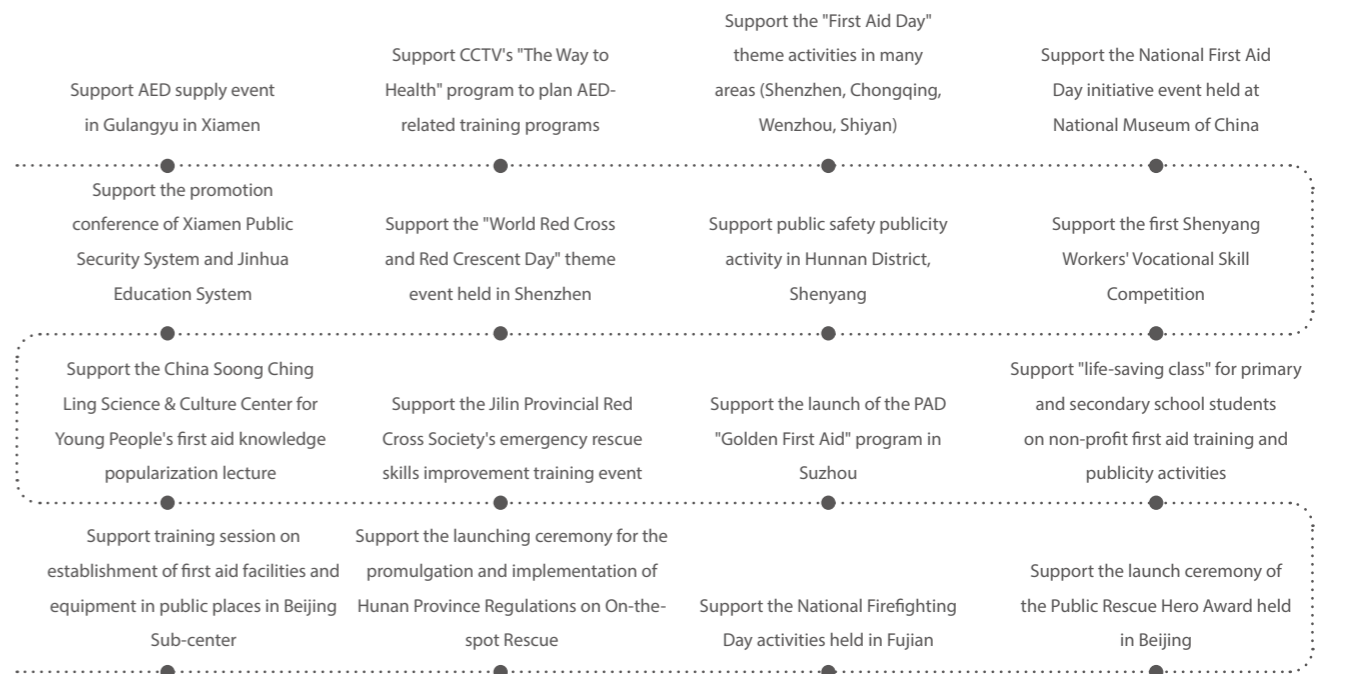 Support AED supply event
in Gulangyu in Xiamen
Support CCTV's "The Way to
Health" program to plan AED-
related training programs
Support the "First Aid Day"
theme activities in many
areas (Shenzhen, Chongqing,
Wenzhou, Shiyan)
Support the National First Aid
Day initiative event held at
National Museum of China
Support the promotion
conference of Xiamen Public
Security System and Jinhua
Education System
Support the "World Red Cross
and Red Crescent Day" theme
event held in Shenzhen
Support public safety publicity
activity in Hunnan District,
Shenyang
Support the first Shenyang
Workers' Vocational Skill
Competition
Support the China Soong Ching
Ling Science & Culture Center for
Young People's first aid knowledge
popularization lecture
Support the Jilin Provincial Red
Cross Society's emergency rescue
skills improvement training event
Support the launch of the PAD
"Golden First Aid" program in
Suzhou
Support "life-saving class" for primary
and secondary school students
on non-profit first aid training and
publicity activities
Support training session on
establishment of first aid facilities and
equipment in public places in Beijing
Sub-center
Support the launching ceremony for the
promulgation and implementation of
Hunan Province Regulations on On-the-
spot Rescue
Support the National Firefighting
Day activities held in Fujian
Support the launch ceremony of
the Public Rescue Hero Award held
in Beijing